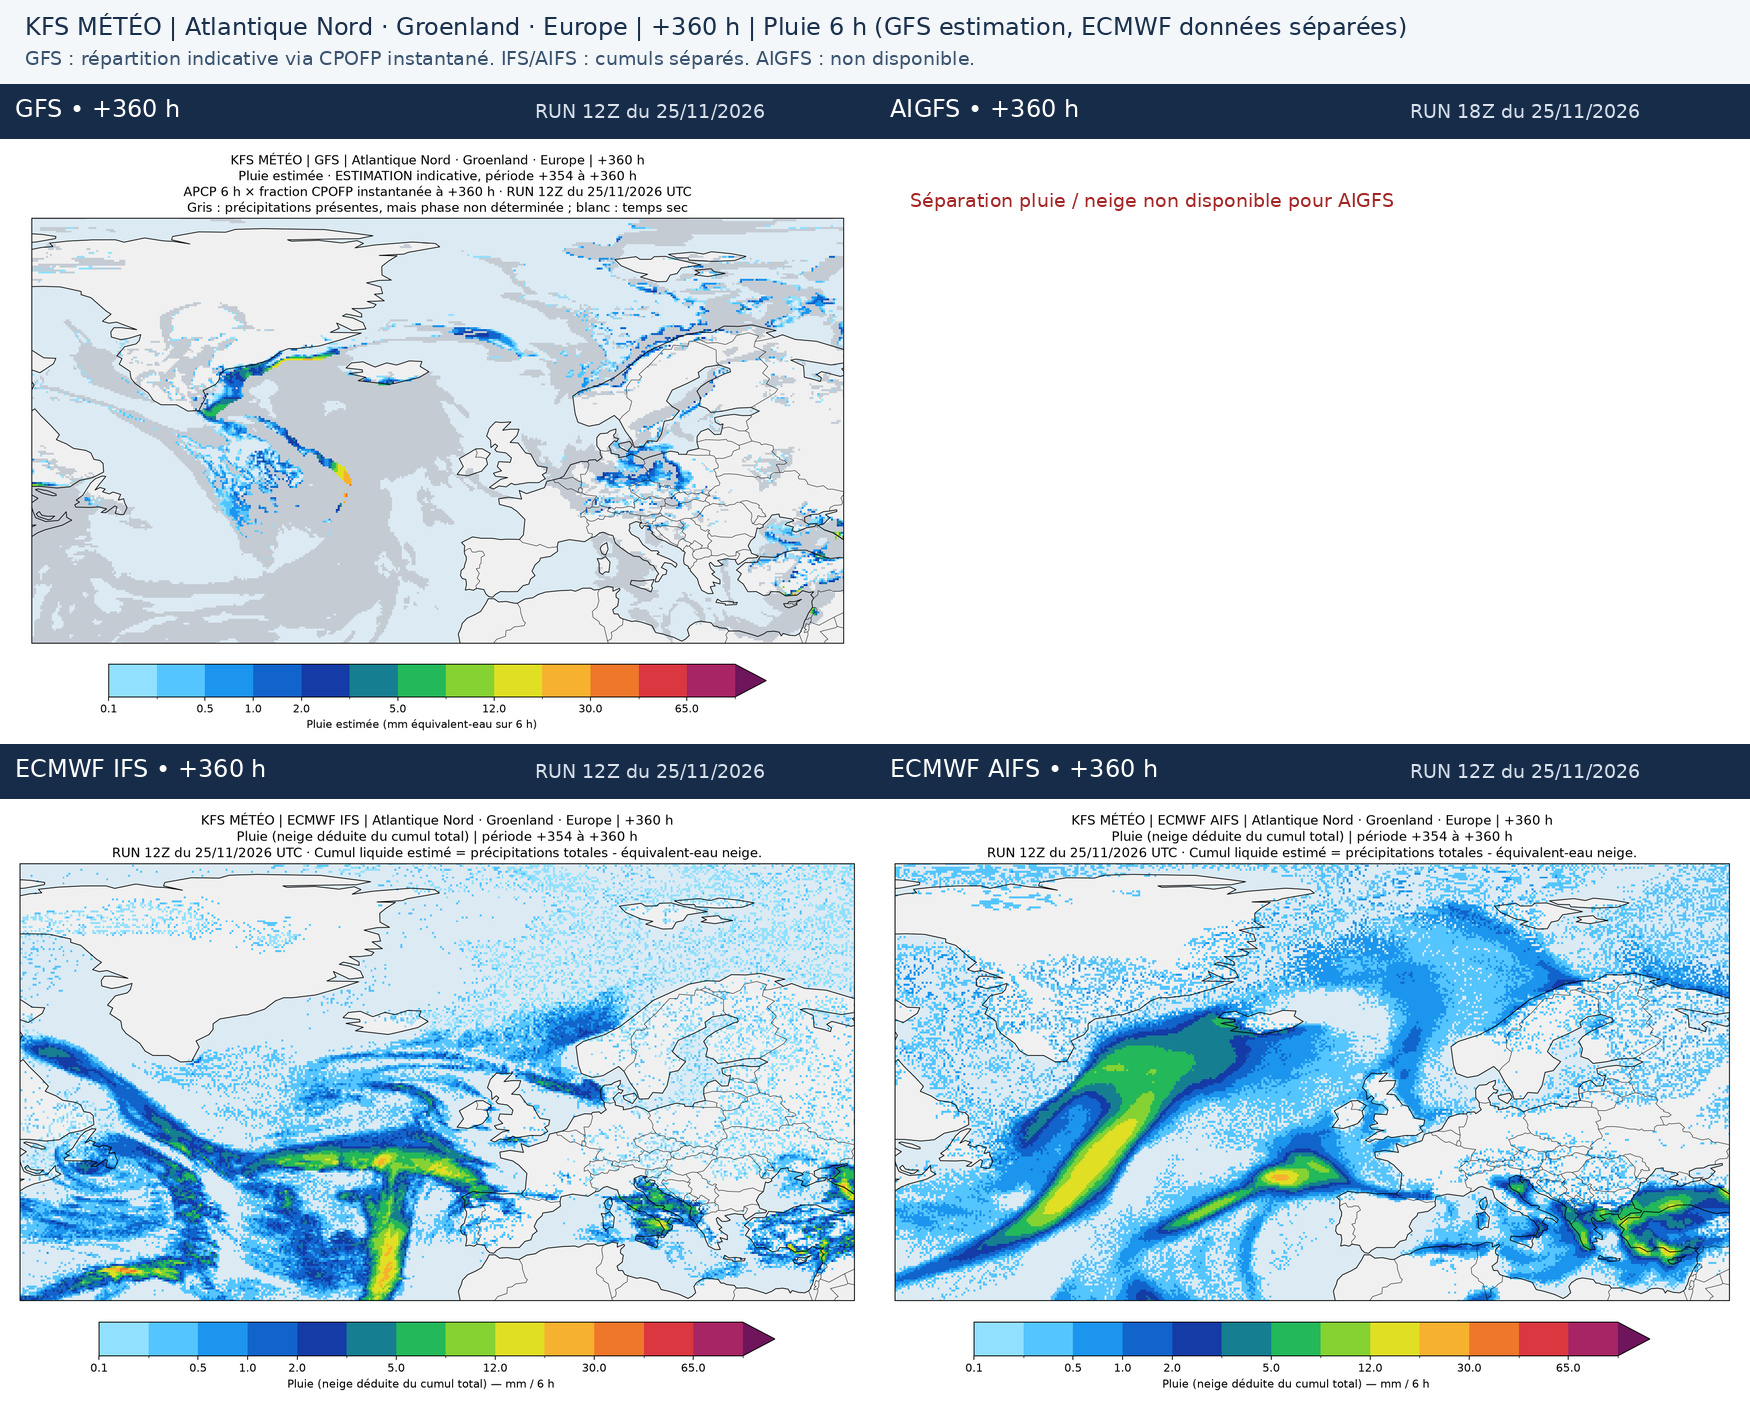 KFS MÉTÉO | Atlantique Nord · Groenland · Europe | +360 h | Pluie 6 h (GFS estimation, ECMWF données séparées)
GFS : répartition indicative via CPOFP instantané. IFS/AIFS : cumuls séparés. AIGFS : non disponible.
GFS • +360 h
RUN 12Z du 25/11/2026
AIGFS • +360 h
RUN 18Z du 25/11/2026
KFS MÉTÉO | GFS | Atlantique Nord · Groenland · Europe | +360 h
Pluie estimée · ESTIMATION indicative, période +354 à +360 h
APCP 6 h × fraction CPOFP instantanée à +360 h · RUN 12Z du 25/11/2026 UTC
Gris : précipitations présentes, mais phase non déterminée ; blanc : temps sec
Séparation pluie / neige non disponible pour AIGFS
0.1 0.5 1.0 2.0 5.0 12.0 30.0 65.0
Pluie estimée (mm équivalent-eau sur 6 h)
ECMWF IFS • +360 h
RUN 12Z du 25/11/2026
ECMWF AIFS • +360 h
RUN 12Z du 25/11/2026
KFS MÉTÉO | ECMWF IFS | Atlantique Nord · Groenland · Europe | +360 h
Pluie (neige déduite du cumul total) | période +354 à +360 h
RUN 12Z du 25/11/2026 UTC · Cumul liquide estimé = précipitations totales - équivalent-eau neige.
KFS MÉTÉO | ECMWF AIFS | Atlantique Nord · Groenland · Europe | +360 h
Pluie (neige déduite du cumul total) | période +354 à +360 h
RUN 12Z du 25/11/2026 UTC · Cumul liquide estimé = précipitations totales - équivalent-eau neige.
0.1 0.5 1.0 2.0 5.0 12.0 30.0 65.0
Pluie (neige déduite du cumul total) — mm / 6 h
0.1 0.5 1.0 2.0 5.0 12.0 30.0 65.0
Pluie (neige déduite du cumul total) — mm / 6 h